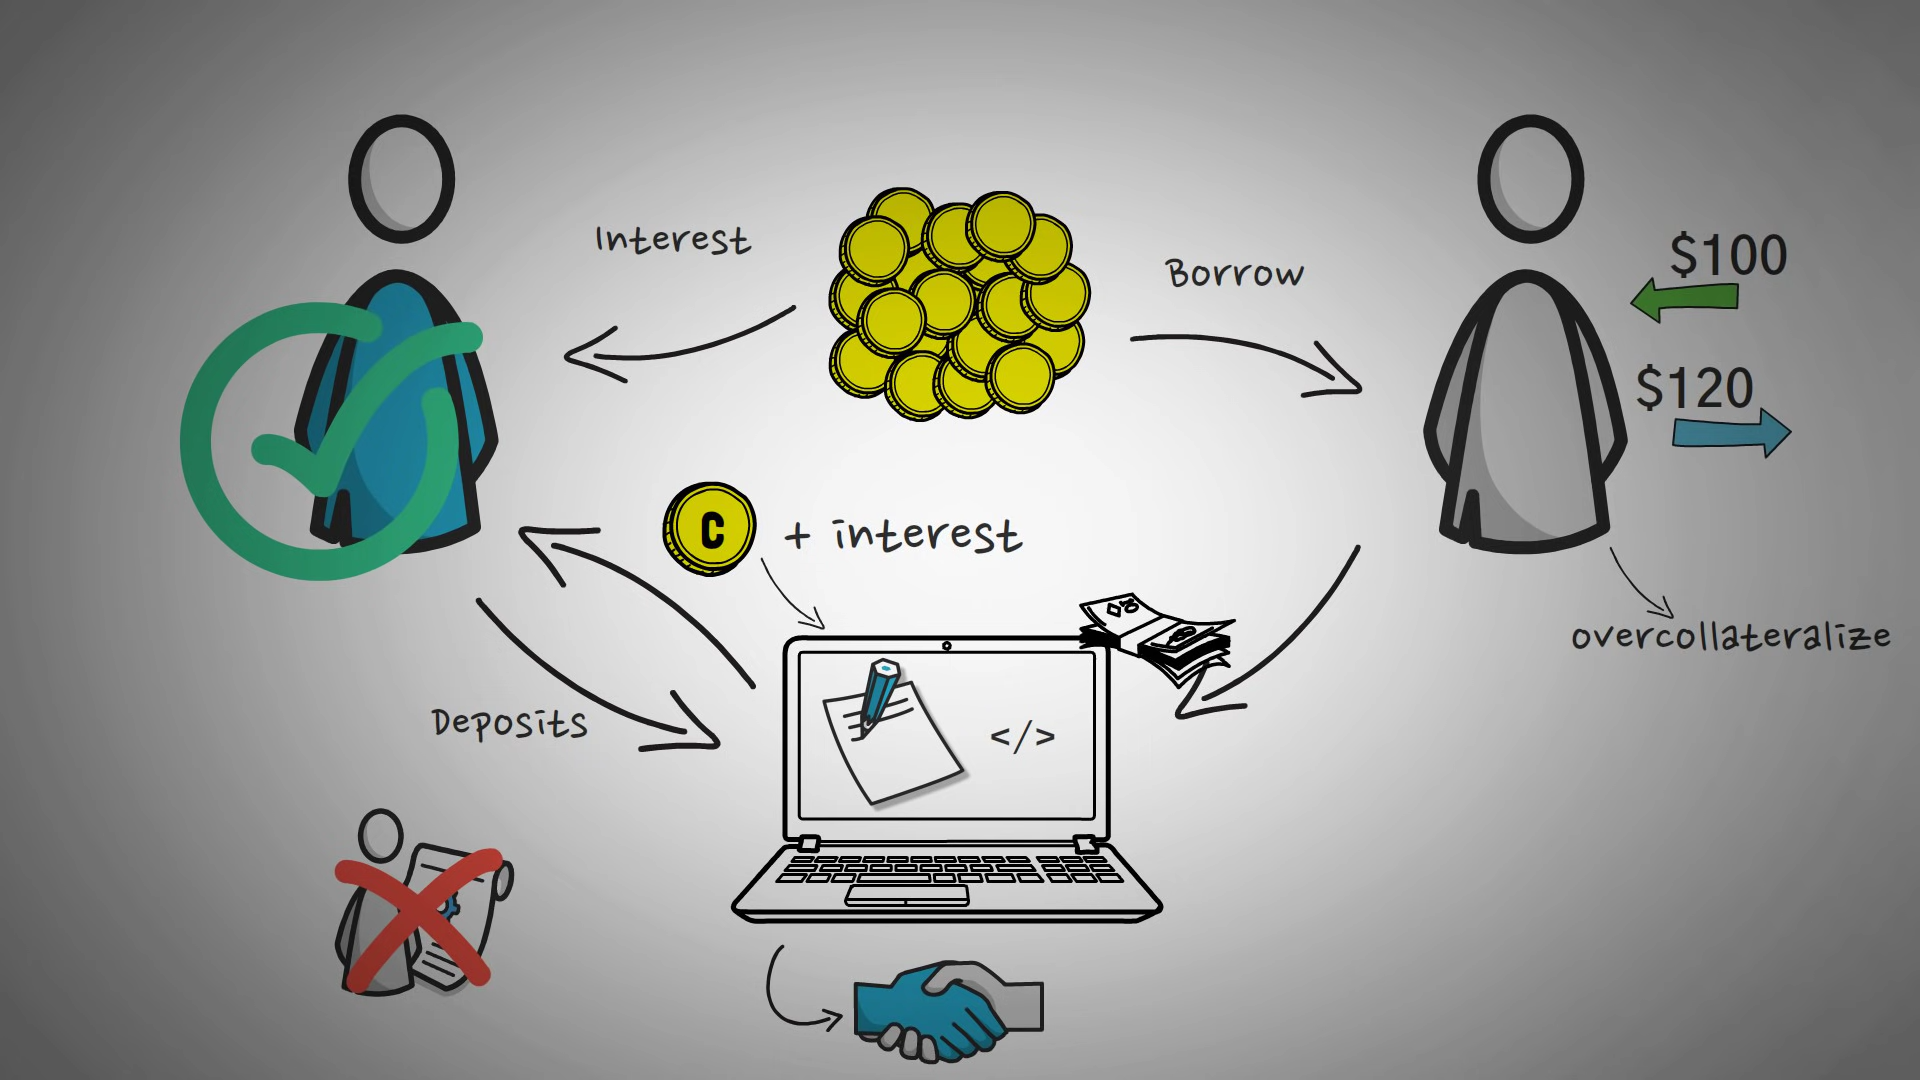 Interest
Borrow
$100
$120
C
+ interest
overcollateralize
Deposits
</>